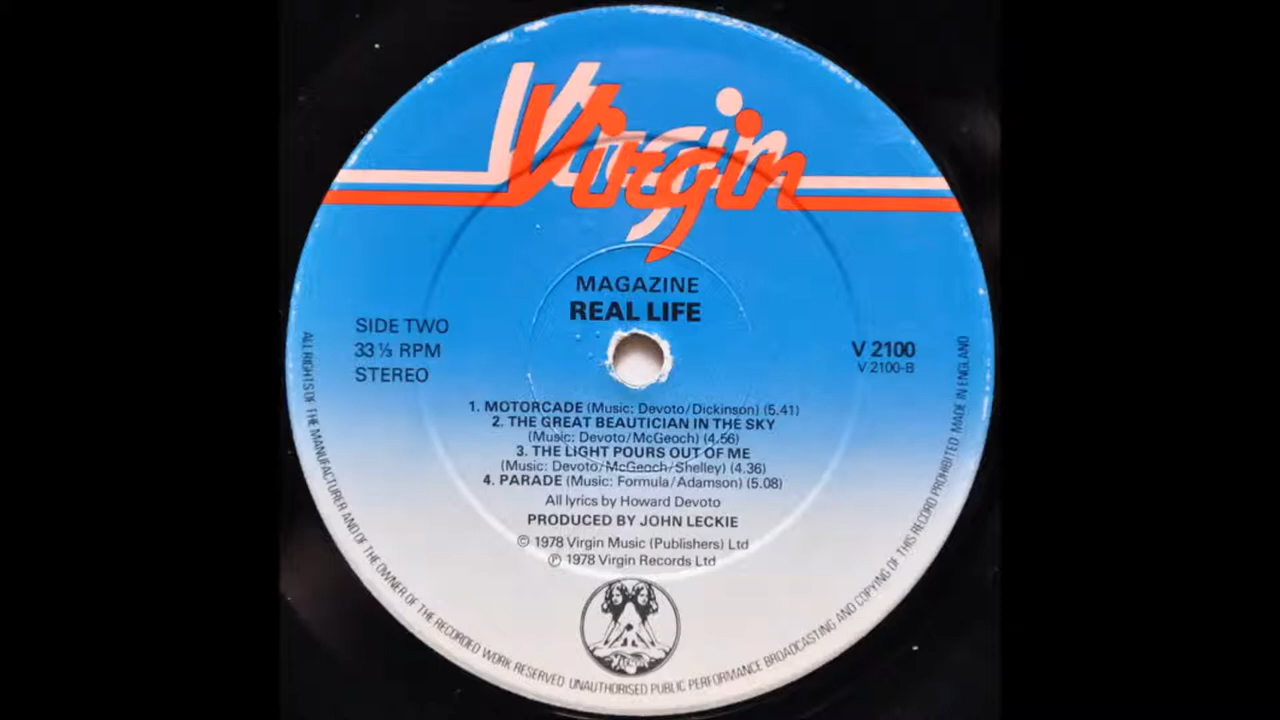 Virgin
MAGAZINE
REAL LIFE
SIDE TWO
33 ⅓ RPM
STEREO
V 2100
V 2100-B
1. MOTORCADE (Music: Devoto/Dickinson) (5.41)
2. THE GREAT BEAUTICIAN IN THE SKY
(Music: Devoto/McGeoch) (4.56)
3. THE LIGHT POURS OUT OF ME
(Music: Devoto/McGeoch/Shelley) (4.36)
4. PARADE (Music: Formula/Adamson) (5.08)
All lyrics by Howard Devoto
PRODUCED BY JOHN LECKIE
© 1978 Virgin Music (Publishers) Ltd
℗ 1978 Virgin Records Ltd
Virgin
ALL RIGHTS OF THE MANUFACTURER AND OF THE OWNER OF THE RECORDED WORK RESERVED UNAUTHORISED PUBLIC PERFORMANCE BROADCASTING AND COPYING OF THIS RECORD PROHIBITED MADE IN ENGLAND